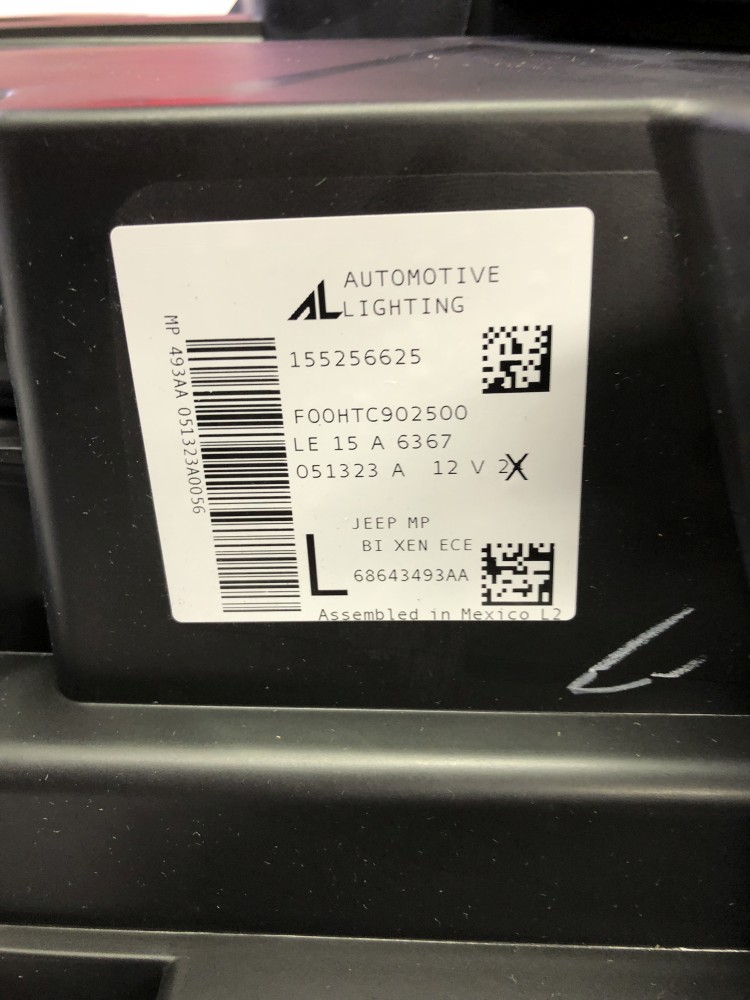 AL AUTOMOTIVE
LIGHTING
155256625
F00HTC902500
LE 15 A 6367
051323 A 12 V
JEEP MP
BI XEN ECE
L 68643493AA
Assembled in Mexico L2
MP 493AA 051323A0056